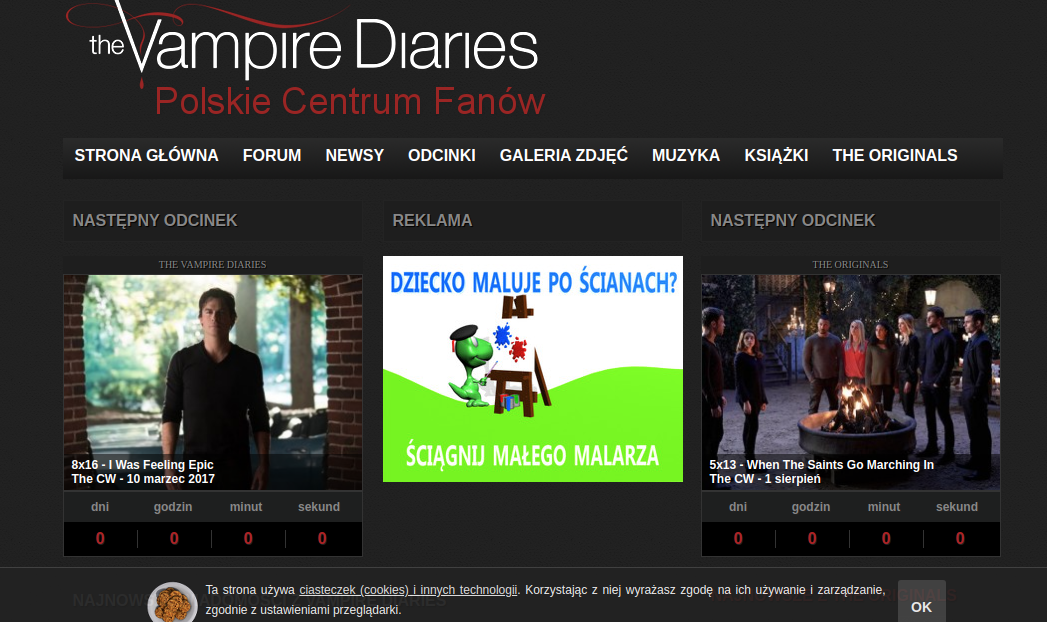 the Vampire Diaries
Polskie Centrum Fanów
STRONA GŁÓWNA FORUM NEWSY ODCINKI GALERIA ZDJĘĆ MUZYKA KSIĄŻKI THE ORIGINALS
NASTĘPNY ODCINEK
THE VAMPIRE DIARIES
8x16 - I Was Feeling Epic
The CW - 10 marzec 2017
dni godzin minut sekund
0 0 0 0
REKLAMA
DZIECKO MALUJE PO ŚCIANACH?
ŚCIĄGNIJ MAŁEGO MALARZA
NASTĘPNY ODCINEK
THE ORIGINALS
5x13 - When The Saints Go Marching In
The CW - 1 sierpień
dni godzin minut sekund
0 0 0 0
Ta strona używa ciasteczek (cookies) i innych technologii. Korzystając z niej wyrażasz zgodę na ich używanie i zarządzanie,
zgodnie z ustawieniami przeglądarki.
OK